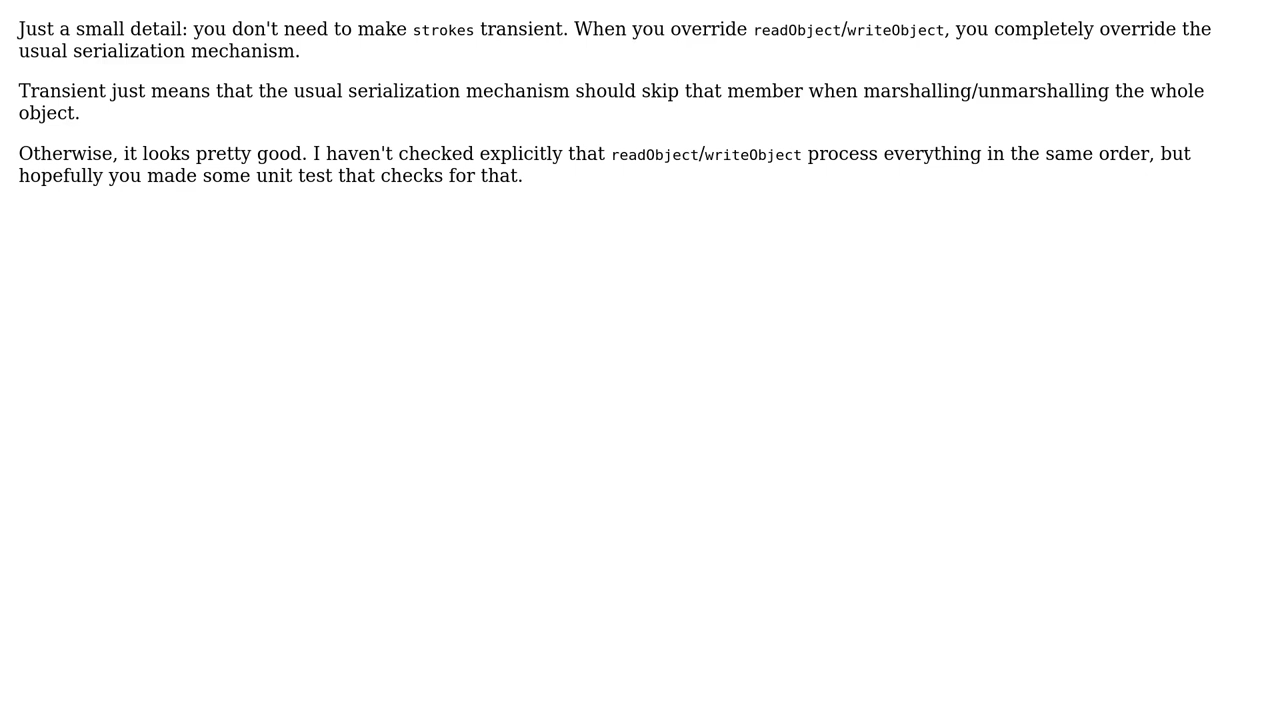 Just a small detail: you don't need to make strokes transient. When you override readObject/writeObject, you completely override the
usual serialization mechanism.
Transient just means that the usual serialization mechanism should skip that member when marshalling/unmarshalling the whole
object.
Otherwise, it looks pretty good. I haven't checked explicitly that readObject/writeObject process everything in the same order, but
hopefully you made some unit test that checks for that.